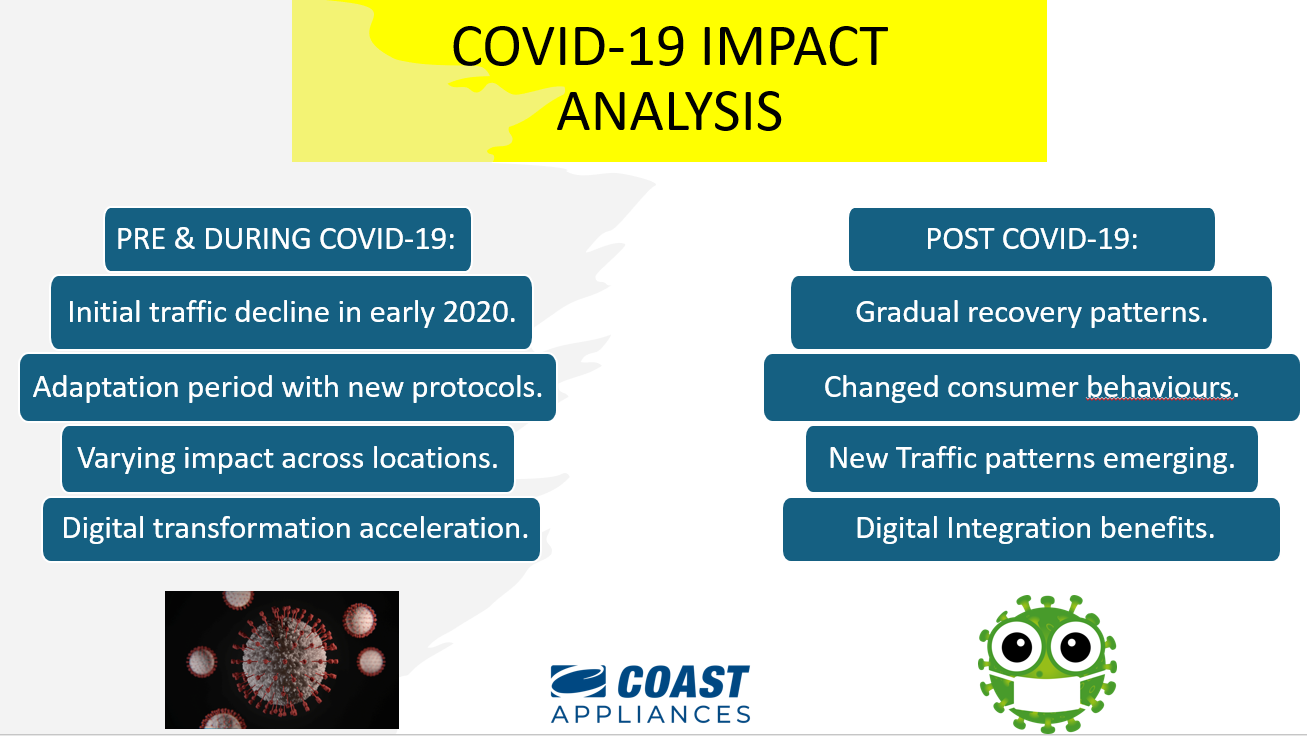 COVID-19 IMPACT
ANALYSIS
PRE & DURING COVID-19:
Initial traffic decline in early 2020.
Adaptation period with new protocols.
Varying impact across locations.
Digital transformation acceleration.
POST COVID-19:
Gradual recovery patterns.
Changed consumer behaviours.
New Traffic patterns emerging.
Digital Integration benefits.
COAST
APPLIANCES